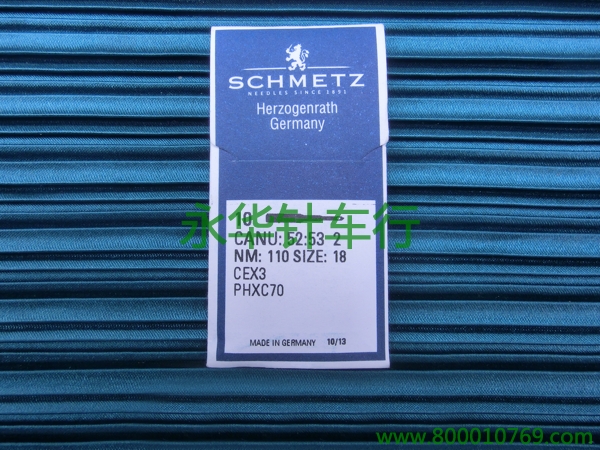 SCHMETZ
NEEDLES SINCE 1851
Herzogenrath
Germany
10
永华针车行
CANU: 52:53 2
NM: 110 SIZE: 18
CEX3
PHXC70
MADE IN GERMANY 10/13
www.800010769.com